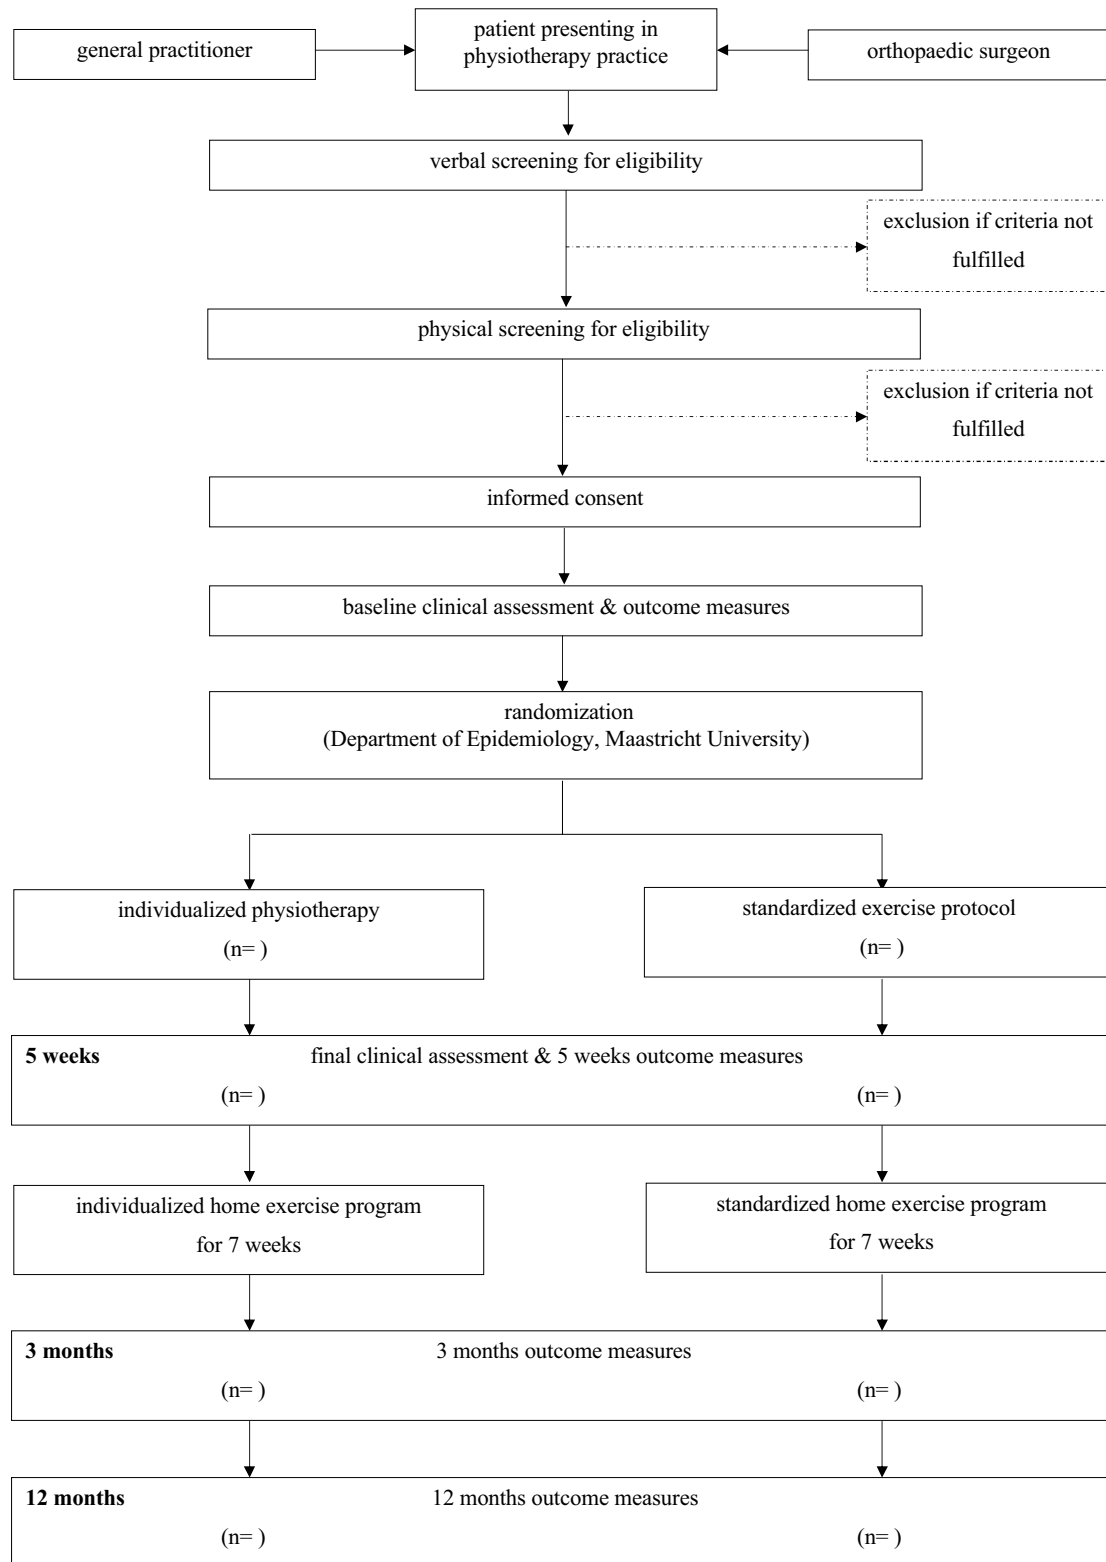 general practitioner
patient presenting in
physiotherapy practice
orthopaedic surgeon
verbal screening for eligibility
exclusion if criteria not
fulfilled
physical screening for eligibility
exclusion if criteria not
fulfilled
informed consent
baseline clinical assessment & outcome measures
randomization
(Department of Epidemiology, Maastricht University)
individualized physiotherapy
(n= )
standardized exercise protocol
(n= )
5 weeks final clinical assessment & 5 weeks outcome measures
(n= ) (n= )
individualized home exercise program
for 7 weeks
standardized home exercise program
for 7 weeks
3 months 3 months outcome measures
(n= ) (n= )
12 months 12 months outcome measures
(n= ) (n= )